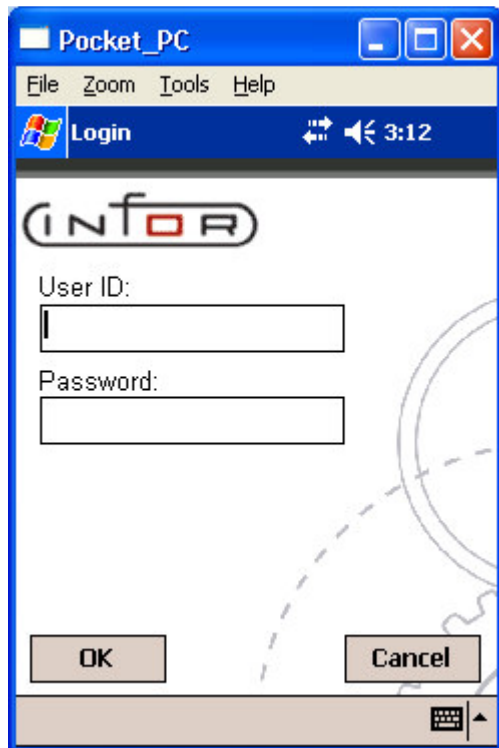 Pocket_PC
File Zoom Tools Help
Login 3:12
infor
User ID:
Password:
OK Cancel